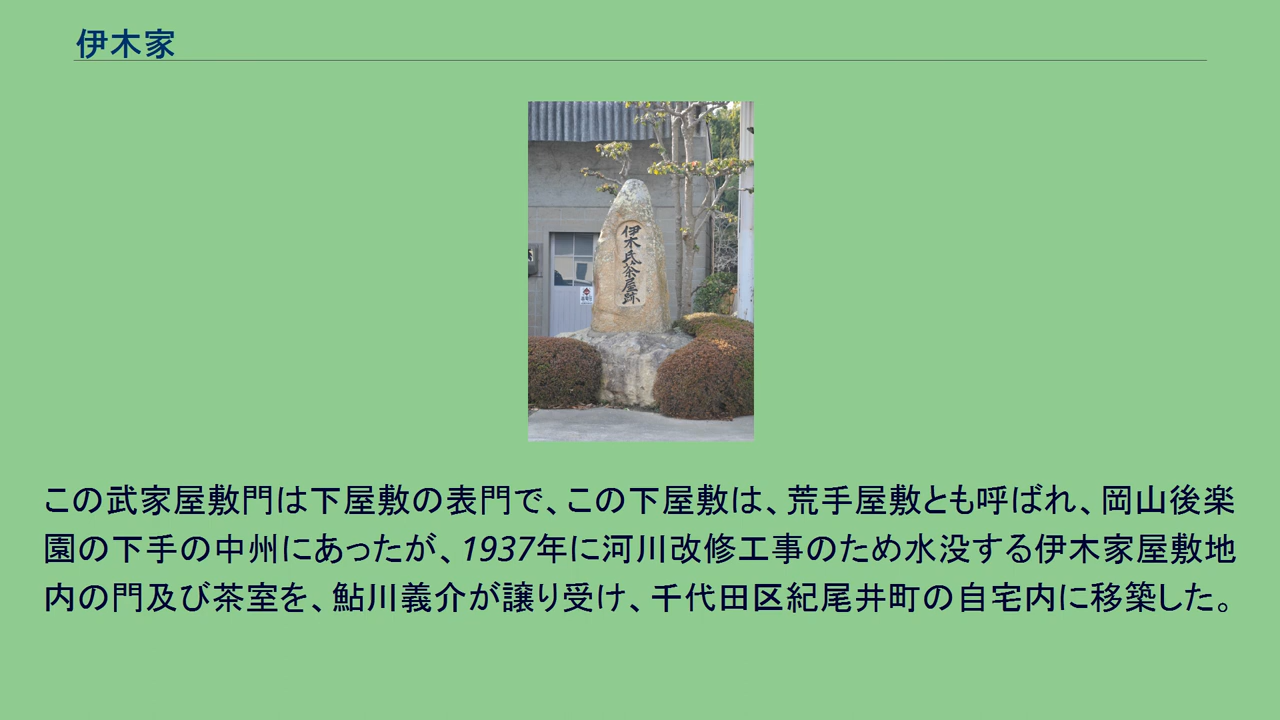 伊木家
伊木氏茶屋跡
この武家屋敷門は下屋敷の表門で、この下屋敷は、荒手屋敷とも呼ばれ、岡山後楽
園の下手の中州にあったが、1937年に河川改修工事のため水没する伊木家屋敷地
内の門及び茶室を、鮎川義介が譲り受け、千代田区紀尾井町の自宅内に移築した。